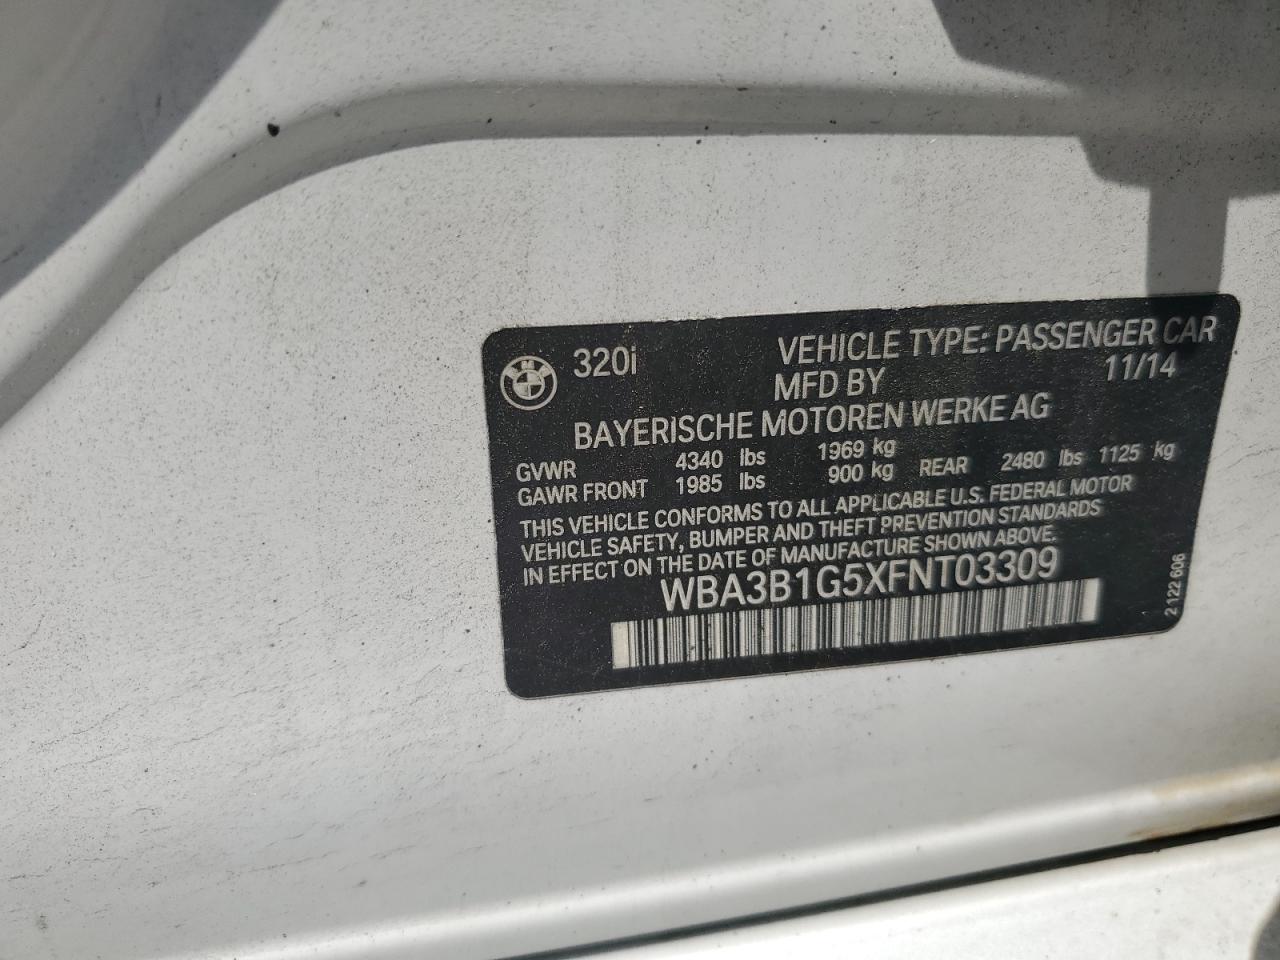 BMW
320i VEHICLE TYPE: PASSENGER CAR
MFD BY 11/14
BAYERISCHE MOTOREN WERKE AG
GVWR 4340 lbs 1969 kg
GAWR FRONT 1985 lbs 900 kg REAR 2480 lbs 1125 kg
THIS VEHICLE CONFORMS TO ALL APPLICABLE U.S. FEDERAL MOTOR
VEHICLE SAFETY, BUMPER AND THEFT PREVENTION STANDARDS
IN EFFECT ON THE DATE OF MANUFACTURE SHOWN ABOVE.
WBA3B1G5XFNT03309
2 122 606